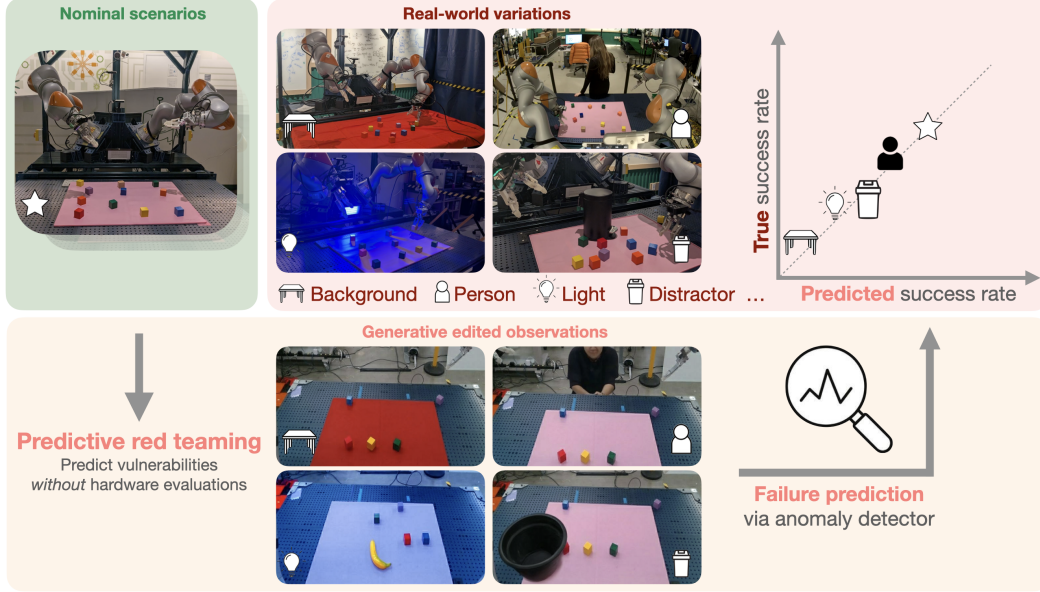 Nominal scenarios
Real-world variations
True success rate
Predicted success rate
Background
Person
Light
Distractor ...
Generative edited observations
Predictive red teaming
Predict vulnerabilities
without hardware evaluations
Failure prediction
via anomaly detector